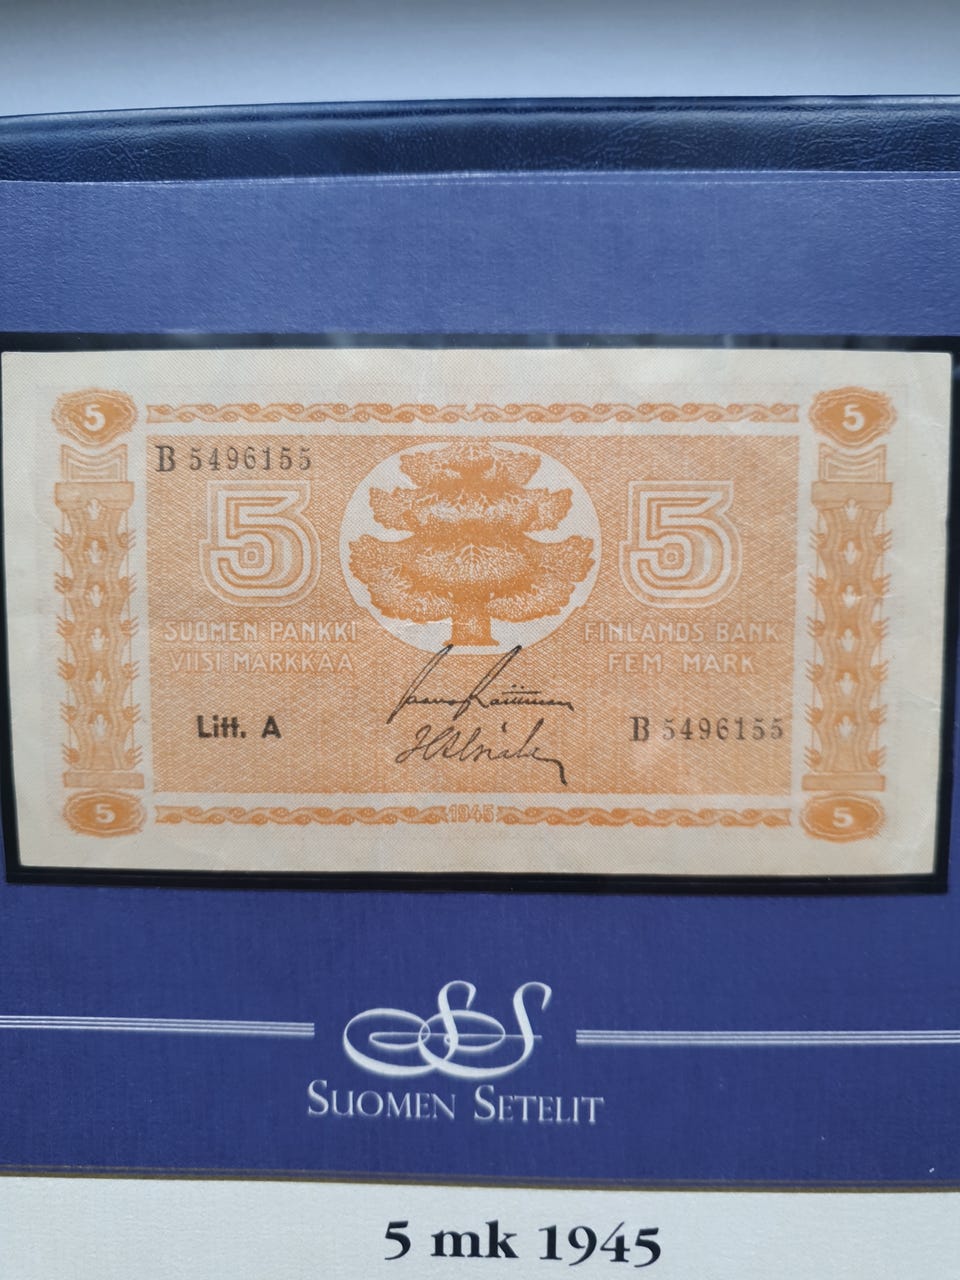 5 5
B 5496155
5 5
SUOMEN PANKKI FINLANDS BANK
VIISI MARKKAA FEM MARK
Litt. A B 5496155
1945
5 5
SUOMEN SETELIT
5 mk 1945